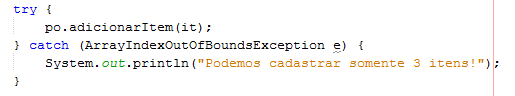 try {
    po.adicionarItem(it);
} catch (ArrayIndexOutOfBoundsException e) {
    System.out.println("Podemos cadastrar somente 3 itens!");
}